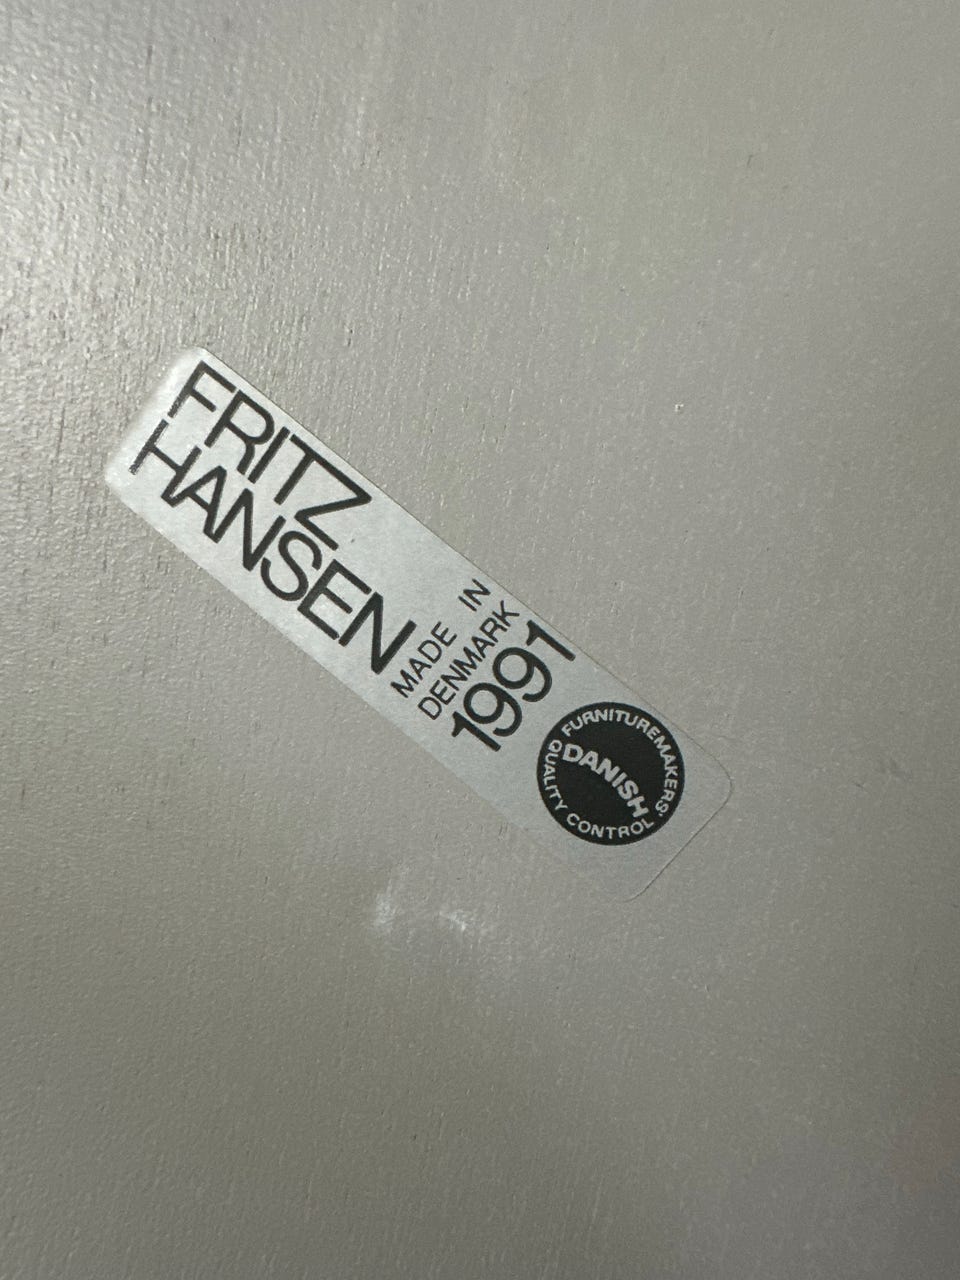 FRITZ
HANSEN
MADE IN
DENMARK
1991
FURNITUREMAKERS'
DANISH
QUALITY CONTROL